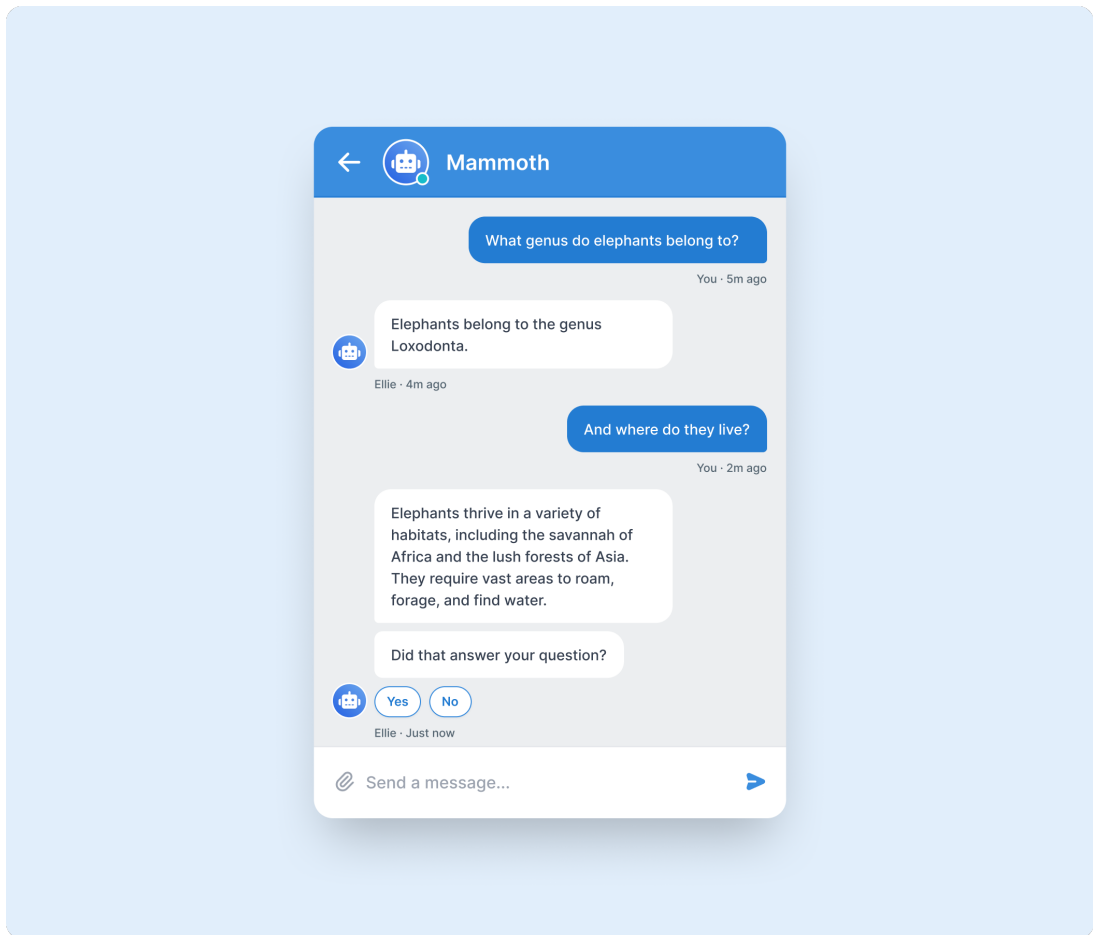 Mammoth
What genus do elephants belong to?
You · 5m ago
Elephants belong to the genus
Loxodonta.
Ellie · 4m ago
And where do they live?
You · 2m ago
Elephants thrive in a variety of
habitats, including the savannah of
Africa and the lush forests of Asia.
They require vast areas to roam,
forage, and find water.
Did that answer your question?
Yes No
Ellie · Just now
Send a message...